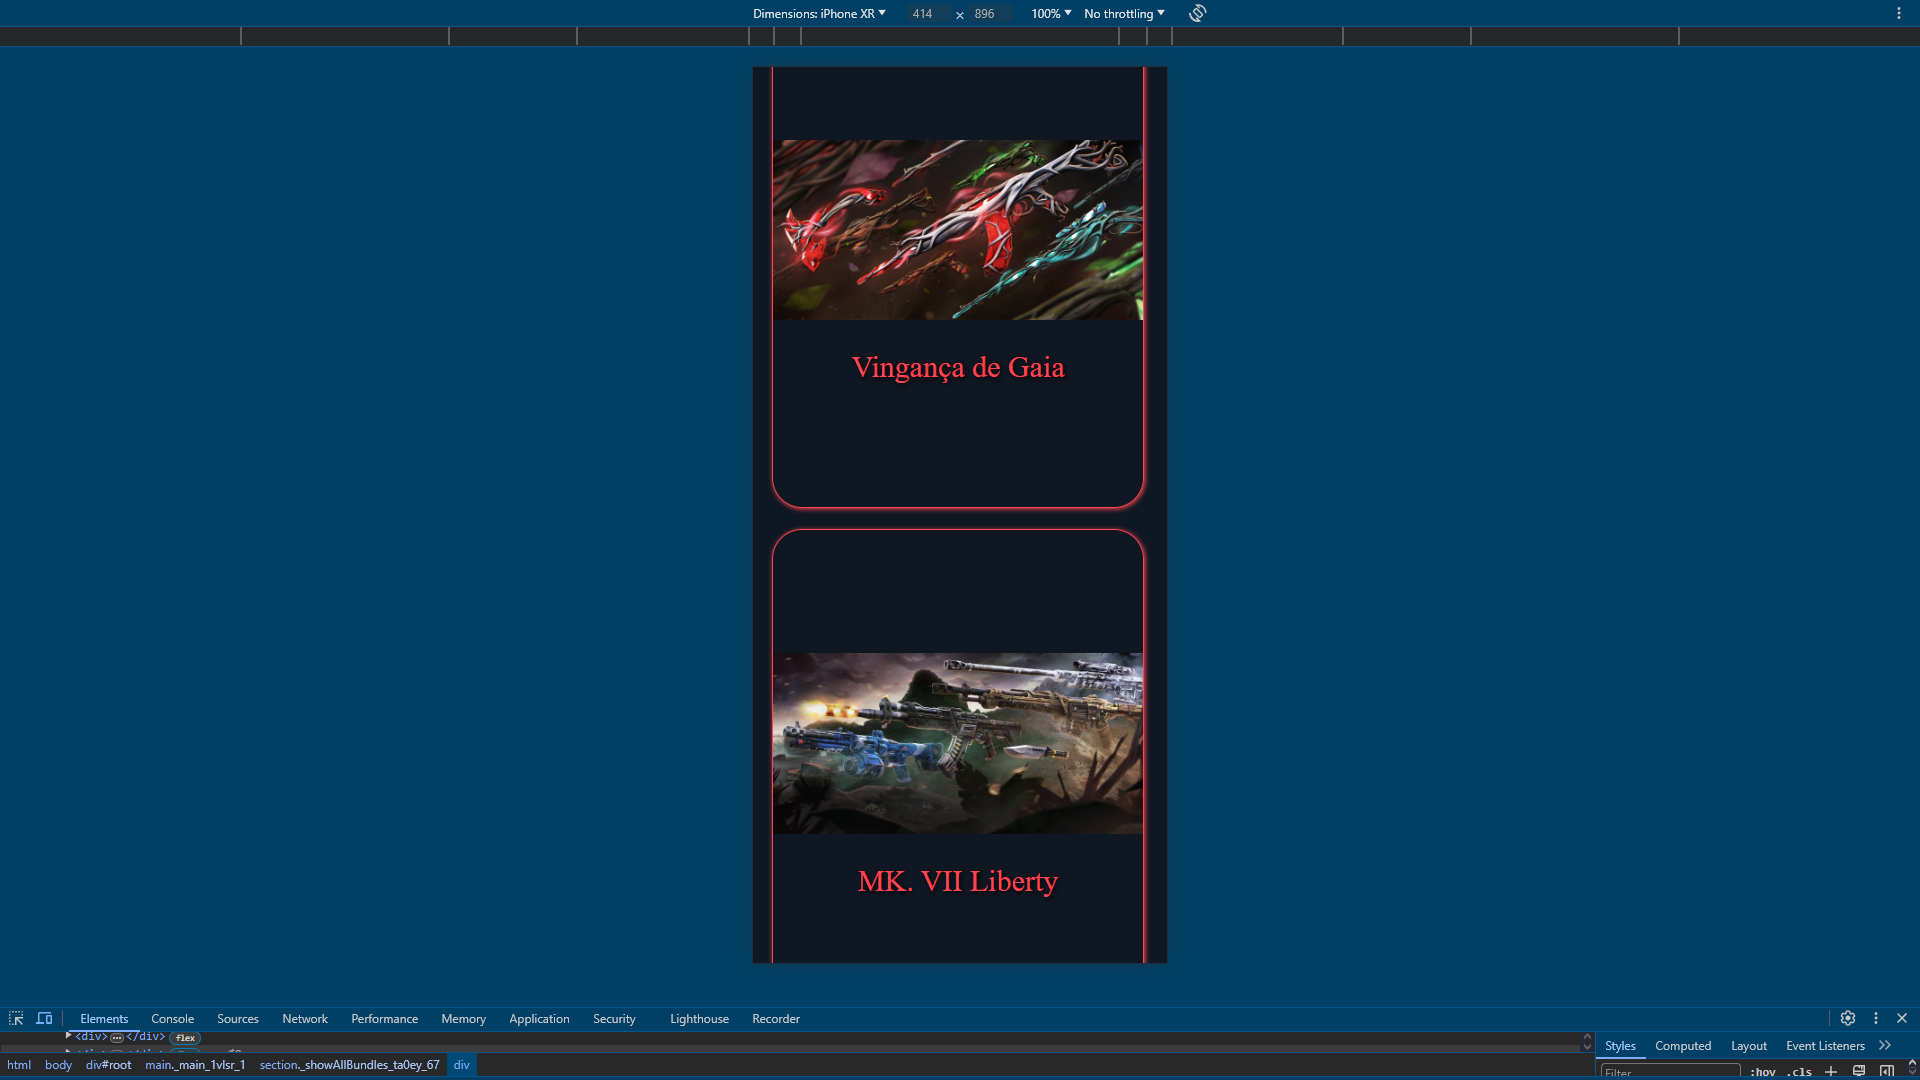 Dimensions: iPhone XR 414 × 896 100% No throttling
Vingança de Gaia
MK. VII Liberty
Elements Console Sources Network Performance Memory Application Security Lighthouse Recorder
<div> </div> flex
Styles Computed Layout Event Listeners
html body div#root main._main_1vlsr_1 section._showAllBundles_ta0ey_67 div
Filter :hov .cls